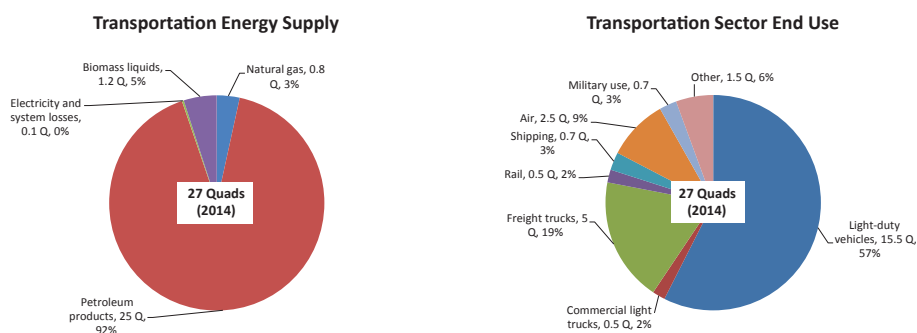 Transportation Energy Supply
Biomass liquids,
1.2 Q, 5%
Natural gas, 0.8
Q, 3%
Electricity and
system losses,
0.1 Q, 0%
27 Quads
(2014)
Petroleum
products, 25 Q,
92%
Transportation Sector End Use
Military use, 0.7
Q, 3%
Other, 1.5 Q, 6%
Air, 2.5 Q, 9%
Shipping, 0.7 Q,
3%
Rail, 0.5 Q, 2%
27 Quads
(2014)
Freight trucks, 5
Q, 19%
Light-duty
vehicles, 15.5 Q,
57%
Commercial light
trucks, 0.5 Q, 2%